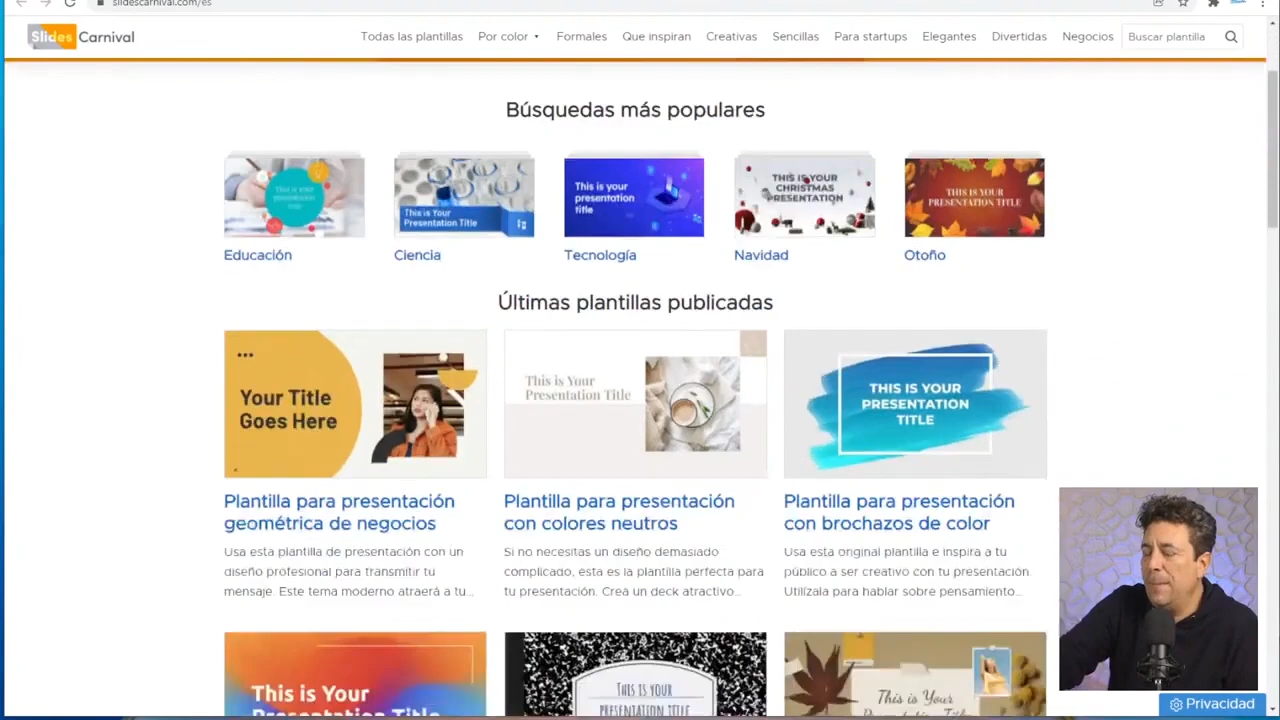 slidescarnival.com/es
Slides Carnival
Todas las plantillas
Por color
Formales
Que inspiran
Creativas
Sencillas
Para startups
Elegantes
Divertidas
Negocios
Buscar plantilla
Búsquedas más populares
This is your
presentation
title
This is Your
Presentation Title
This is your
presentation
title
THIS IS YOUR
CHRISTMAS
PRESENTATION
THIS IS YOUR
PRESENTATION TITLE
Educación
Ciencia
Tecnología
Navidad
Otoño
Últimas plantillas publicadas
Your Title
Goes Here
This is Your
Presentation Title
THIS IS YOUR
PRESENTATION
TITLE
Plantilla para presentación
geométrica de negocios
Plantilla para presentación
con colores neutros
Plantilla para presentación
con brochazos de color
Usa esta plantilla de presentación con un
diseño profesional para transmitir tu
mensaje. Este tema moderno atraerá a tu...
Si no necesitas un diseño demasiado
complicado, esta es la plantilla perfecta para
tu presentación. Crea un deck atractivo...
Usa esta original plantilla e inspira a tu
público a ser creativo con tu presentación.
Utilízala para hablar sobre pensamiento...
This is Your
Presentation Title
THIS IS YOUR
PRESENTATION TITLE
This is Your
Presentation Title
Privacidad